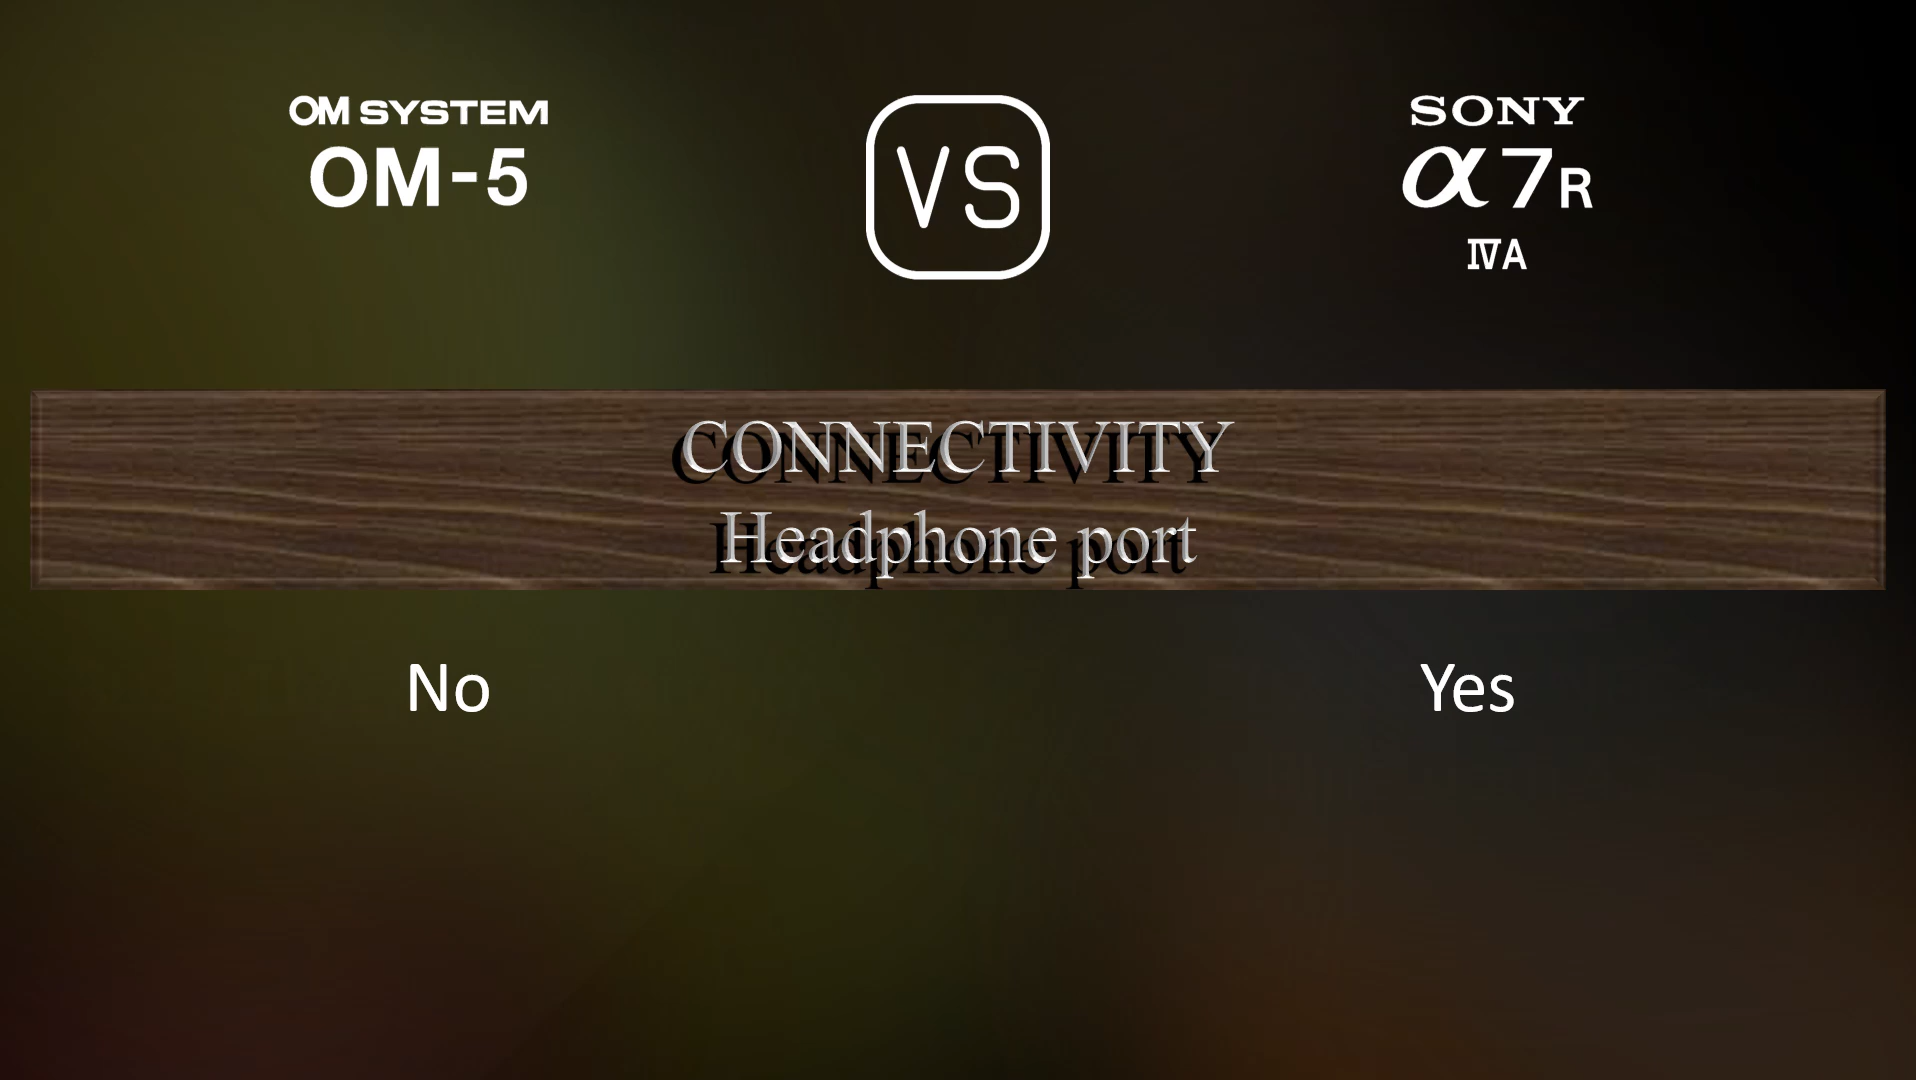 OM SYSTEM
OM-5
VS
SONY
α7R
IVA
CONNECTIVITY
Headphone port
No
Yes